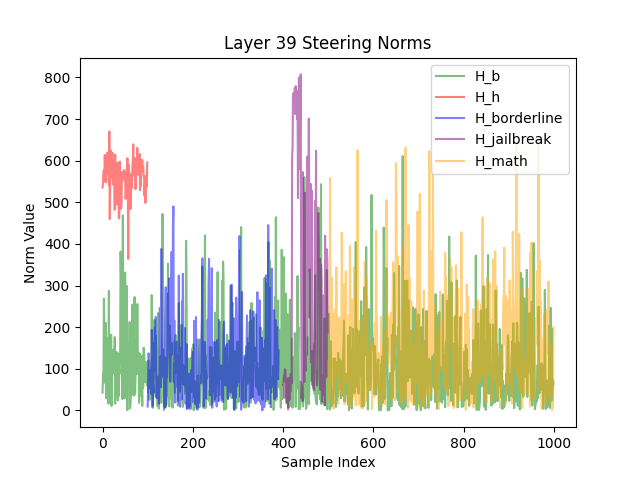 Layer 39 Steering Norms
H_b
H_h
H_borderline
H_jailbreak
H_math
Norm Value
800
700
600
500
400
300
200
100
0
0 200 400 600 800 1000
Sample Index